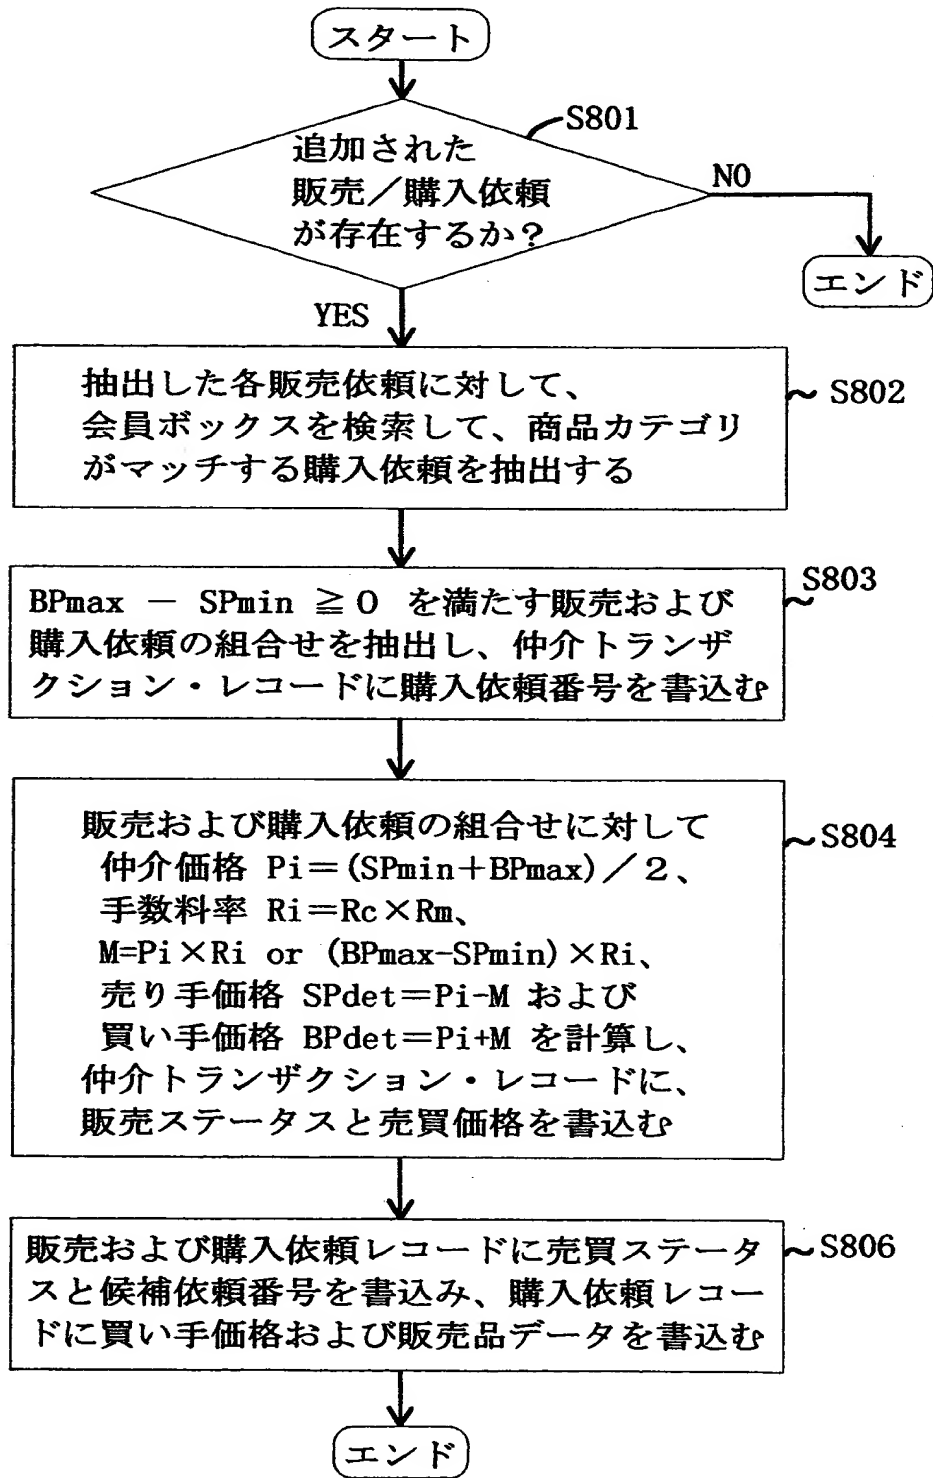 スタート
S801
追加された
販売／購入依頼
が存在するか？
NO
エンド
YES
抽出した各販売依頼に対して、
会員ボックスを検索して、商品カテゴリ
がマッチする購入依頼を抽出する
S802
S803
BPmax － SPmin ≧０ を満たす販売および
購入依頼の組合せを抽出し、仲介トランザ
クション・レコードに購入依頼番号を書込む
販売および購入依頼の組合せに対して
仲介価格 Pi＝(SPmin＋BPmax)／２、
手数料率 Ri＝Rc×Rm、
M=Pi×Ri or (BPmax-SPmin)×Ri、
売り手価格 SPdet＝Pi-M および
買い手価格 BPdet＝Pi+M を計算し、
仲介トランザクション・レコードに、
販売ステータスと売買価格を書込む
S804
販売および購入依頼レコードに売買ステータ
スと候補依頼番号を書込み、購入依頼レコー
ドに買い手価格および販売品データを書込む
S806
エンド